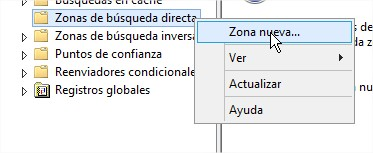 Búsquedas en caché
Zonas de búsqueda directa
Zonas de búsqueda inversa
Puntos de confianza
Reenviadores condicionale
Registros globales
Zona nueva...
Ver
Actualizar
Ayuda